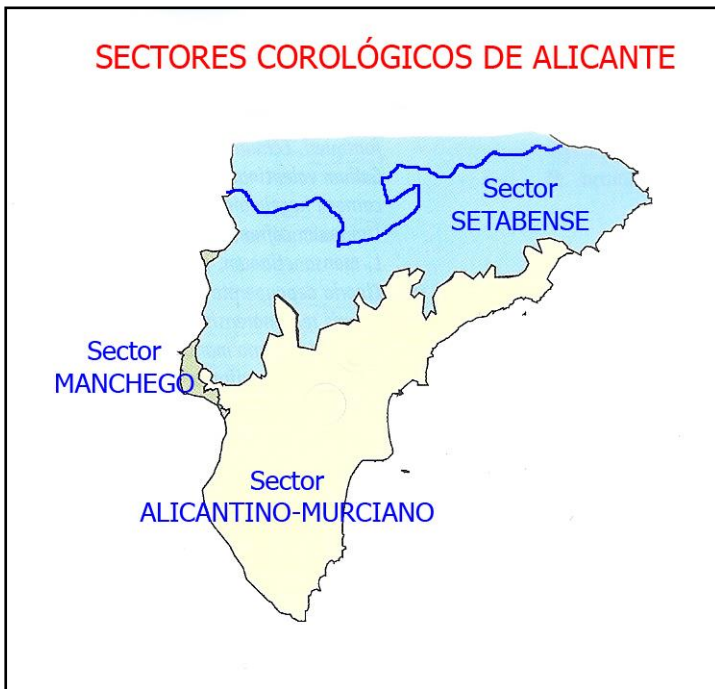 SECTORES COROLÓGICOS DE ALICANTE
Sector
SETABENSE
Sector
MANCHEGO
Sector
ALICANTINO-MURCIANO